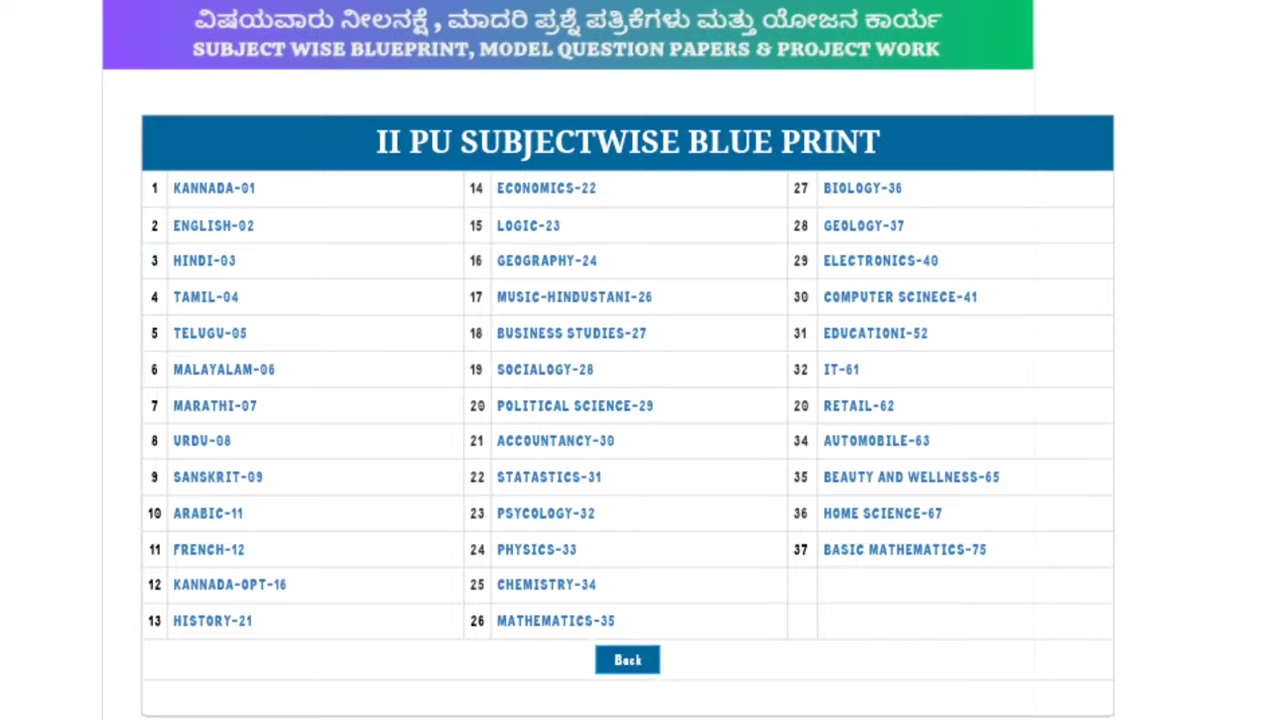 ವಿಷಯವಾರು ನೀಲನಕ್ಷೆ, ಮಾದರಿ ಪ್ರಶ್ನೆ ಪತ್ರಿಕೆಗಳು ಮತ್ತು ಯೋಜನ ಕಾರ್ಯ
SUBJECT WISE BLUEPRINT, MODEL QUESTION PAPERS & PROJECT WORK
II PU SUBJECTWISE BLUE PRINT
1 KANNADA-01 14 ECONOMICS-22 27 BIOLOGY-36
2 ENGLISH-02 15 LOGIC-23 28 GEOLOGY-37
3 HINDI-03 16 GEOGRAPHY-24 29 ELECTRONICS-40
4 TAMIL-04 17 MUSIC-HINDUSTANI-26 30 COMPUTER SCINECE-41
5 TELUGU-05 18 BUSINESS STUDIES-27 31 EDUCATIONI-52
6 MALAYALAM-06 19 SOCIALOGY-28 32 IT-61
7 MARATHI-07 20 POLITICAL SCIENCE-29 20 RETAIL-62
8 URDU-08 21 ACCOUNTANCY-30 34 AUTOMOBILE-63
9 SANSKRIT-09 22 STATASTICS-31 35 BEAUTY AND WELLNESS-65
10 ARABIC-11 23 PSYCOLOGY-32 36 HOME SCIENCE-67
11 FRENCH-12 24 PHYSICS-33 37 BASIC MATHEMATICS-75
12 KANNADA-OPT-16 25 CHEMISTRY-34
13 HISTORY-21 26 MATHEMATICS-35
Back